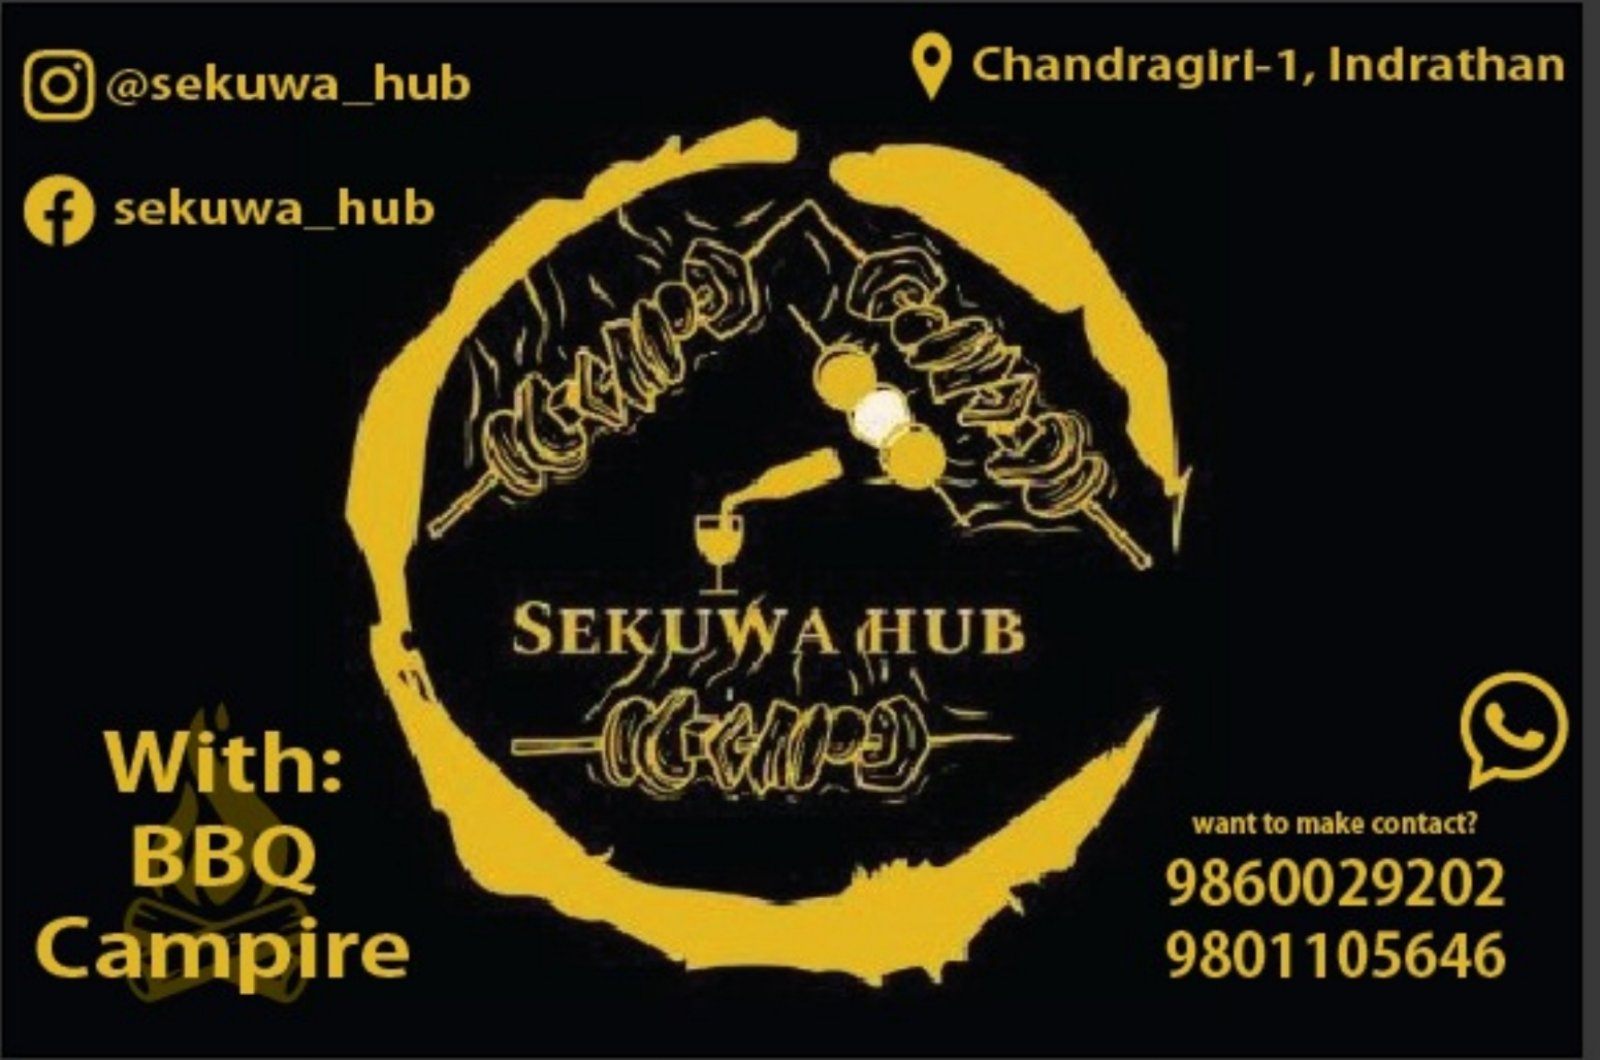 @sekuwa_hub
Chandragiri-1, Indrathan
sekuwa_hub
SEKUWA HUB
With:
BBQ
Campire
want to make contact?
9860029202
9801105646